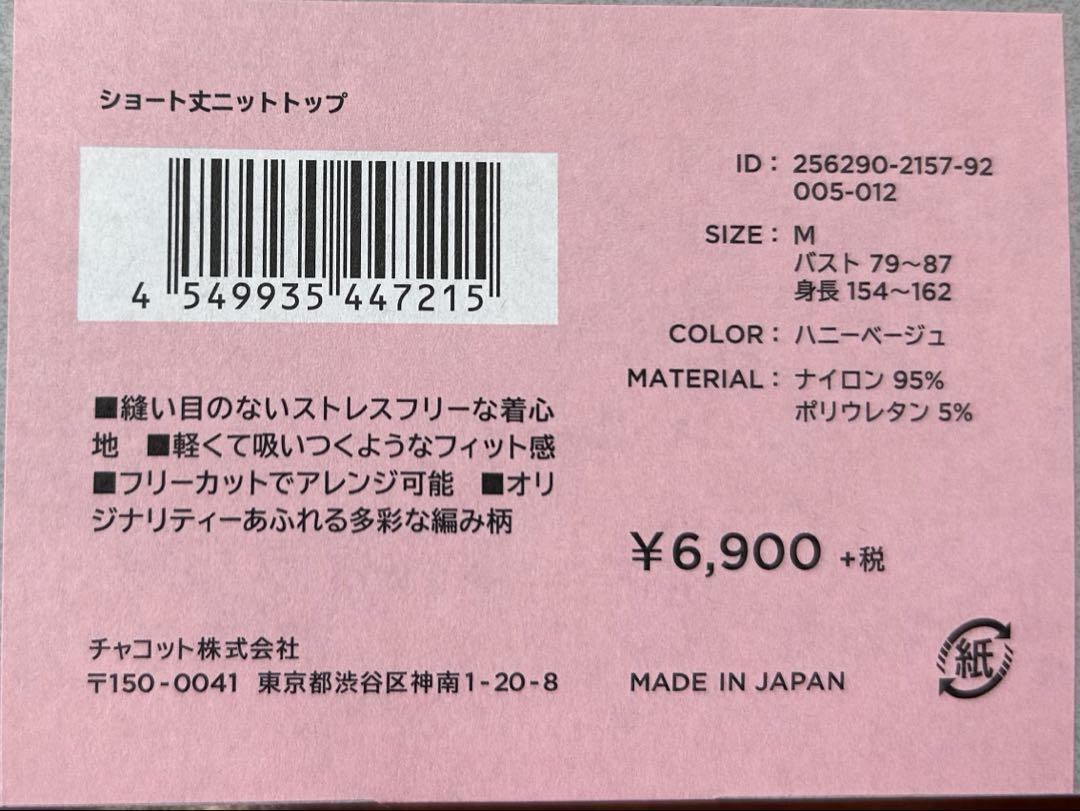 ショート丈ニットトップ
4 549935 447215
ID： 256290-2157-92
005-012
SIZE： M
バスト 79～87
身長 154～162
COLOR： ハニーベージュ
MATERIAL： ナイロン 95%
ポリウレタン 5%
■縫い目のないストレスフリーな着心
地　■軽くて吸いつくようなフィット感
■フリーカットでアレンジ可能　■オリ
ジナリティーあふれる多彩な編み柄
¥6,900 +税
チャコット株式会社
〒150-0041 東京都渋谷区神南1-20-8
MADE IN JAPAN
紙